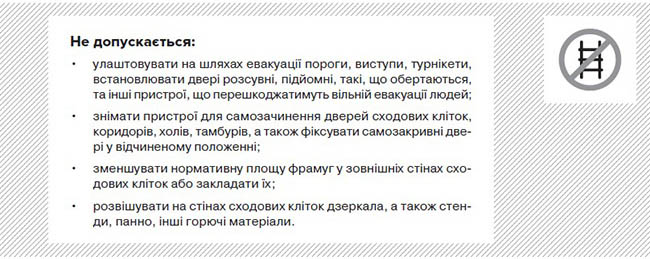 Не допускається:
• улаштовувати на шляхах евакуації пороги, виступи, турнікети,
встановлювати двері розсувні, підйомні, такі, що обертаються,
та інші пристрої, що перешкоджатимуть вільній евакуації людей;
• знімати пристрої для самозачинення дверей сходових кліток,
коридорів, холів, тамбурів, а також фіксувати самозакривні две-
рі у відчиненому положенні;
• зменшувати нормативну площу фрамуг у зовнішніх стінах схо-
дових кліток або закладати їх;
• розвішувати на стінах сходових кліток дзеркала, а також стен-
ди, панно, інші горючі матеріали.